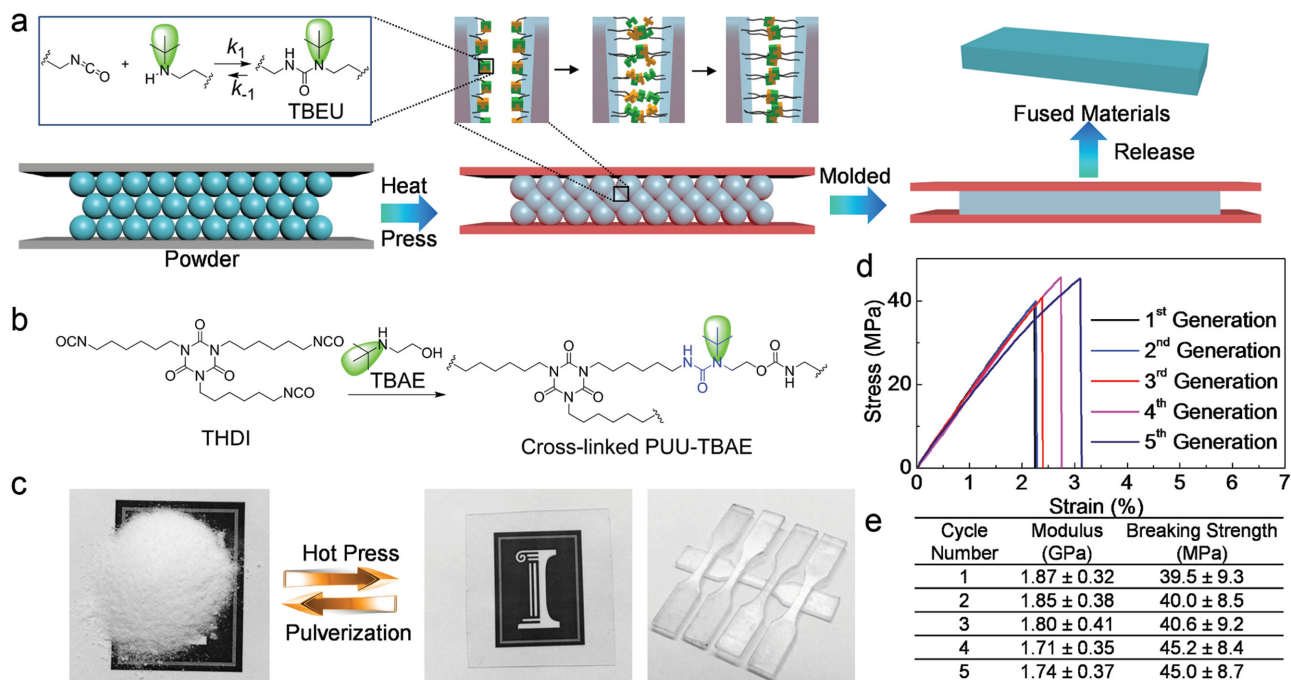 a
N
C
O
+
N
H
k1
k-1
H
N
N
O
TBEU
Powder
Heat
Press
Molded
Fused Materials
Release
b
OCN
O
N
N
O
N
O
NCO
NCO
THDI
H
N
OH
TBAE
O
N
N
O
N
O
H
N
N
O
O
O
N
H
Cross-linked PUU-TBAE
c
Hot Press
Pulverization
d
Stress (MPa)
40
20
0
0 1 2 3 4 5 6 7
Strain (%)
1st Generation
2nd Generation
3rd Generation
4th Generation
5th Generation
e
Cycle Number Modulus (GPa) Breaking Strength (MPa)
1 1.87 ± 0.32 39.5 ± 9.3
2 1.85 ± 0.38 40.0 ± 8.5
3 1.80 ± 0.41 40.6 ± 9.2
4 1.71 ± 0.35 45.2 ± 8.4
5 1.74 ± 0.37 45.0 ± 8.7